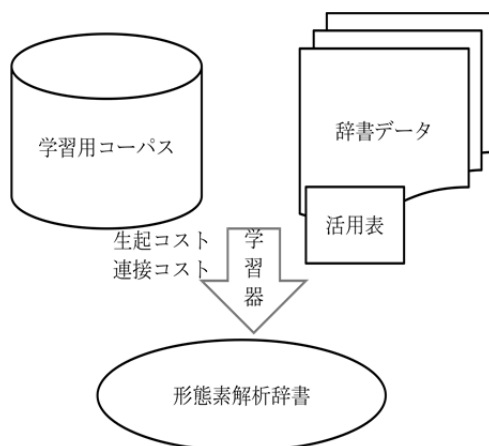 学習用コーパス
辞書データ
活用表
生起コスト
連接コスト
学習器
形態素解析辞書